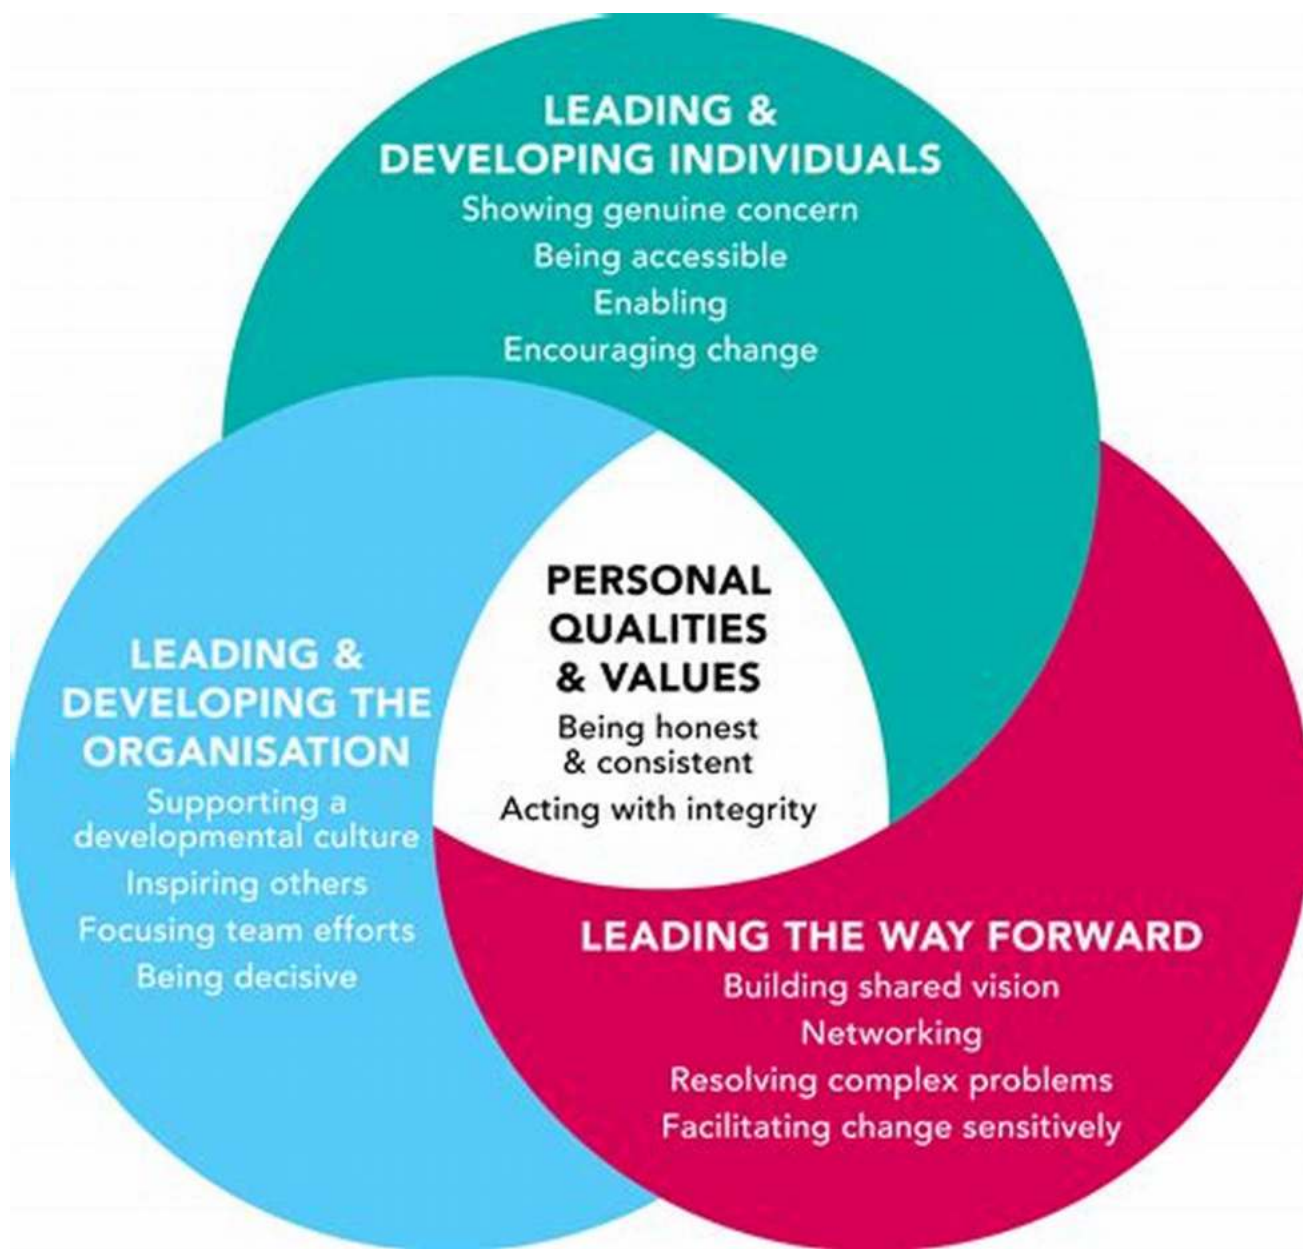 LEADING &
DEVELOPING INDIVIDUALS
Showing genuine concern
Being accessible
Enabling
Encouraging change
PERSONAL
QUALITIES
& VALUES
Being honest
& consistent
Acting with integrity
LEADING &
DEVELOPING THE
ORGANISATION
Supporting a
developmental culture
Inspiring others
Focusing team efforts
Being decisive
LEADING THE WAY FORWARD
Building shared vision
Networking
Resolving complex problems
Facilitating change sensitively